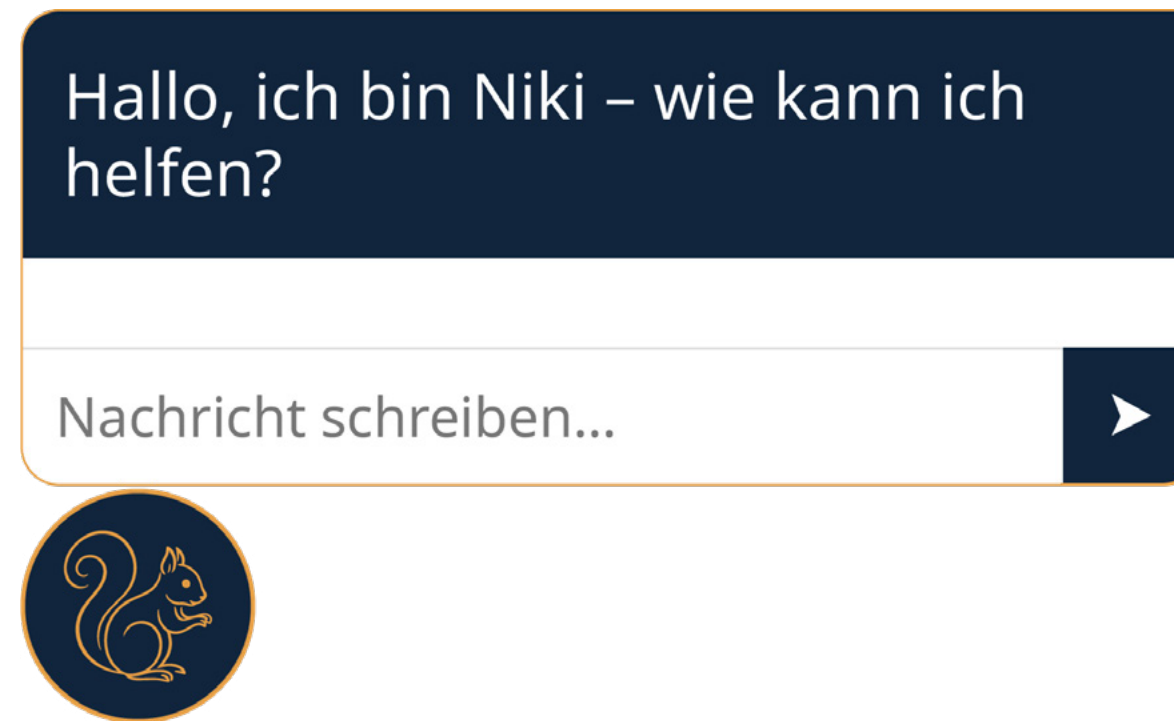 Hallo, ich bin Niki – wie kann ich
helfen?
Nachricht schreiben...